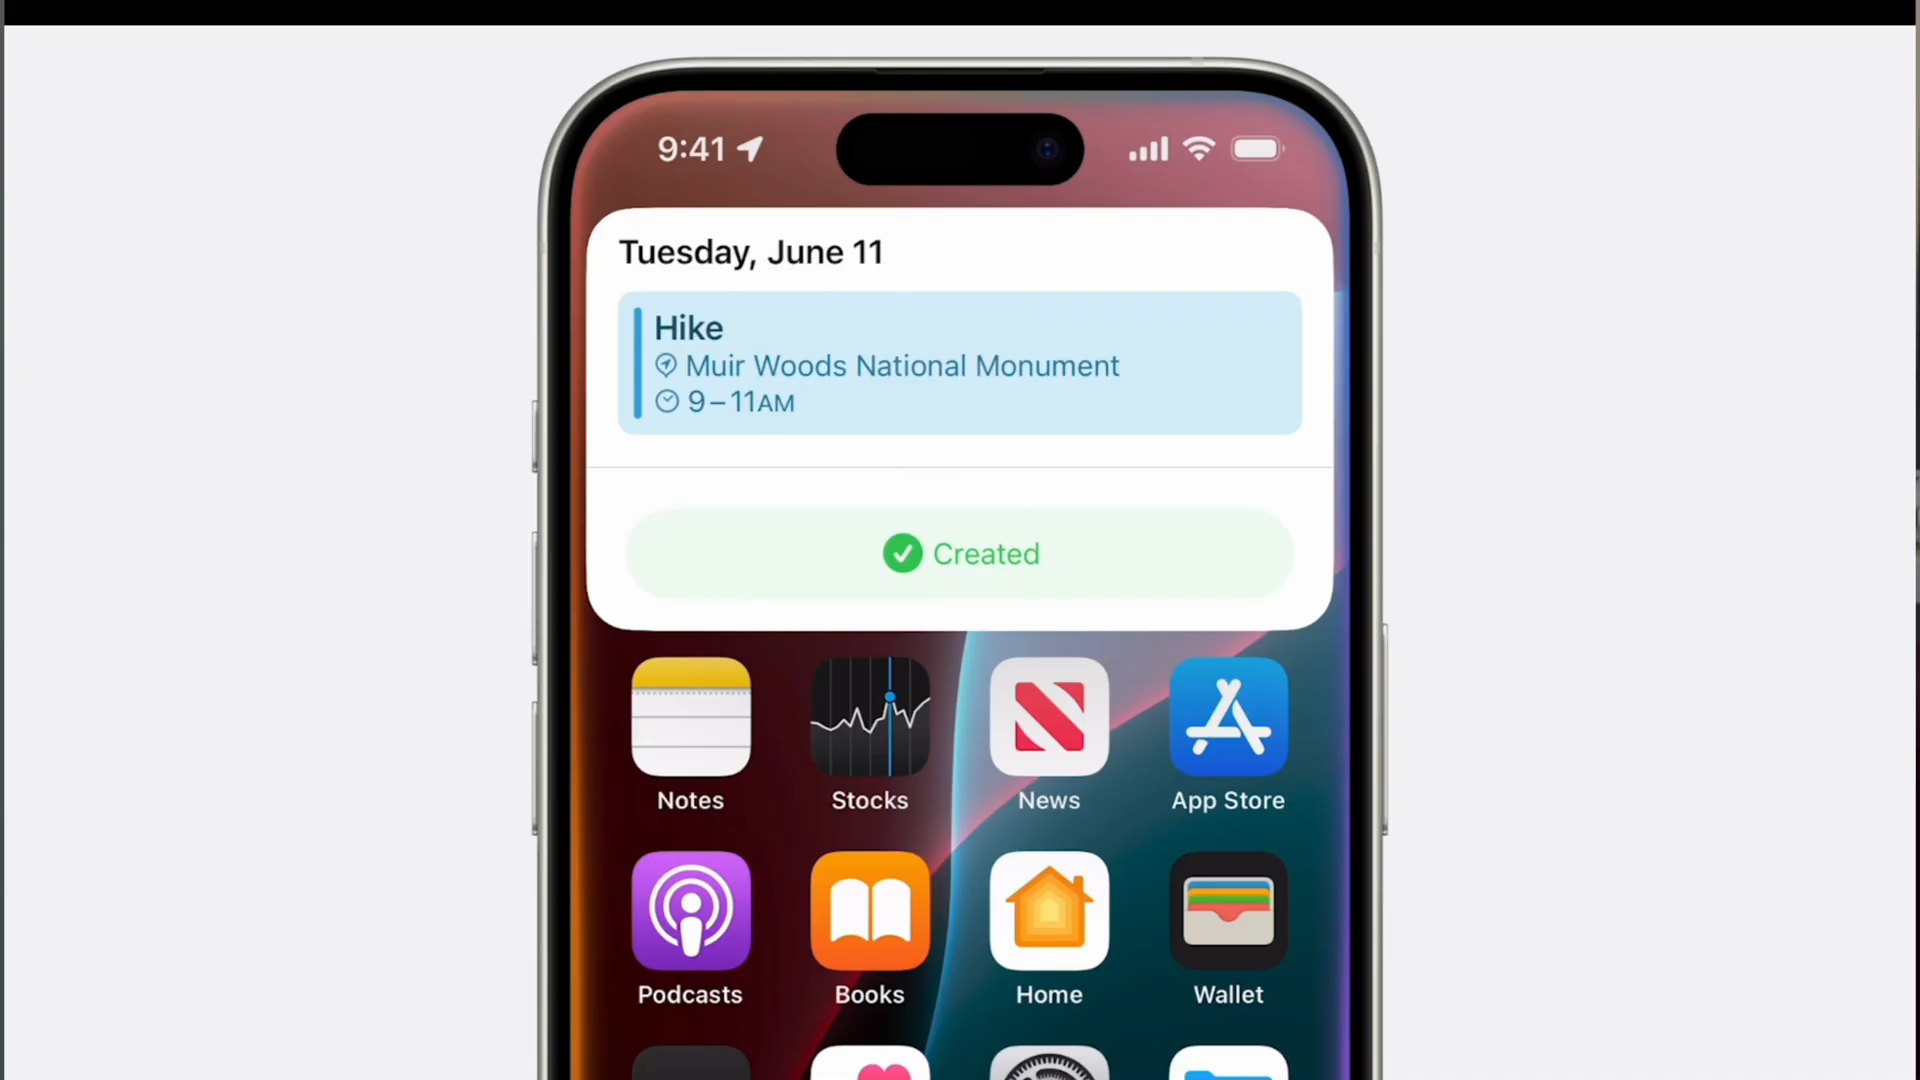 9:41
Tuesday, June 11
Hike
Muir Woods National Monument
9–11AM
Created
Notes
Stocks
News
App Store
Podcasts
Books
Home
Wallet